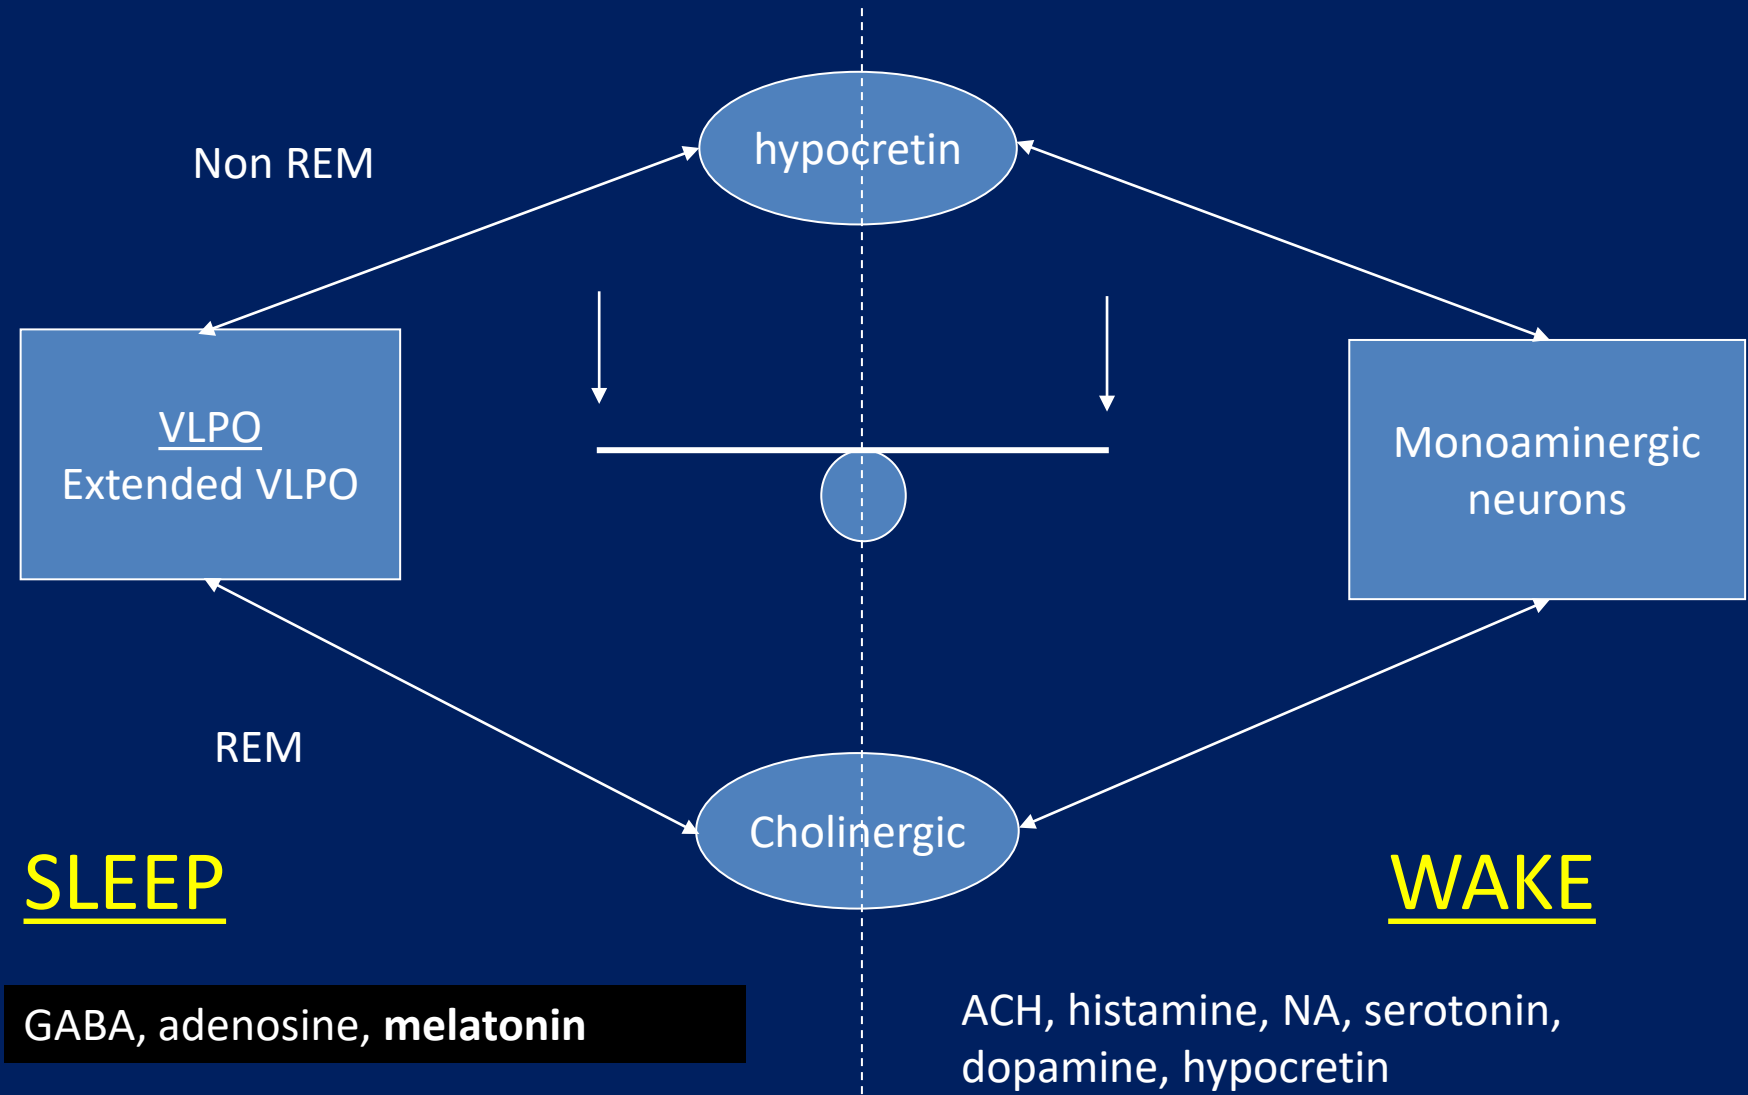 hypocretin
Non REM
VLPO
Extended VLPO
Monoaminergic
neurons
REM
Cholinergic
SLEEP
WAKE
GABA, adenosine, melatonin
ACH, histamine, NA, serotonin,
dopamine, hypocretin